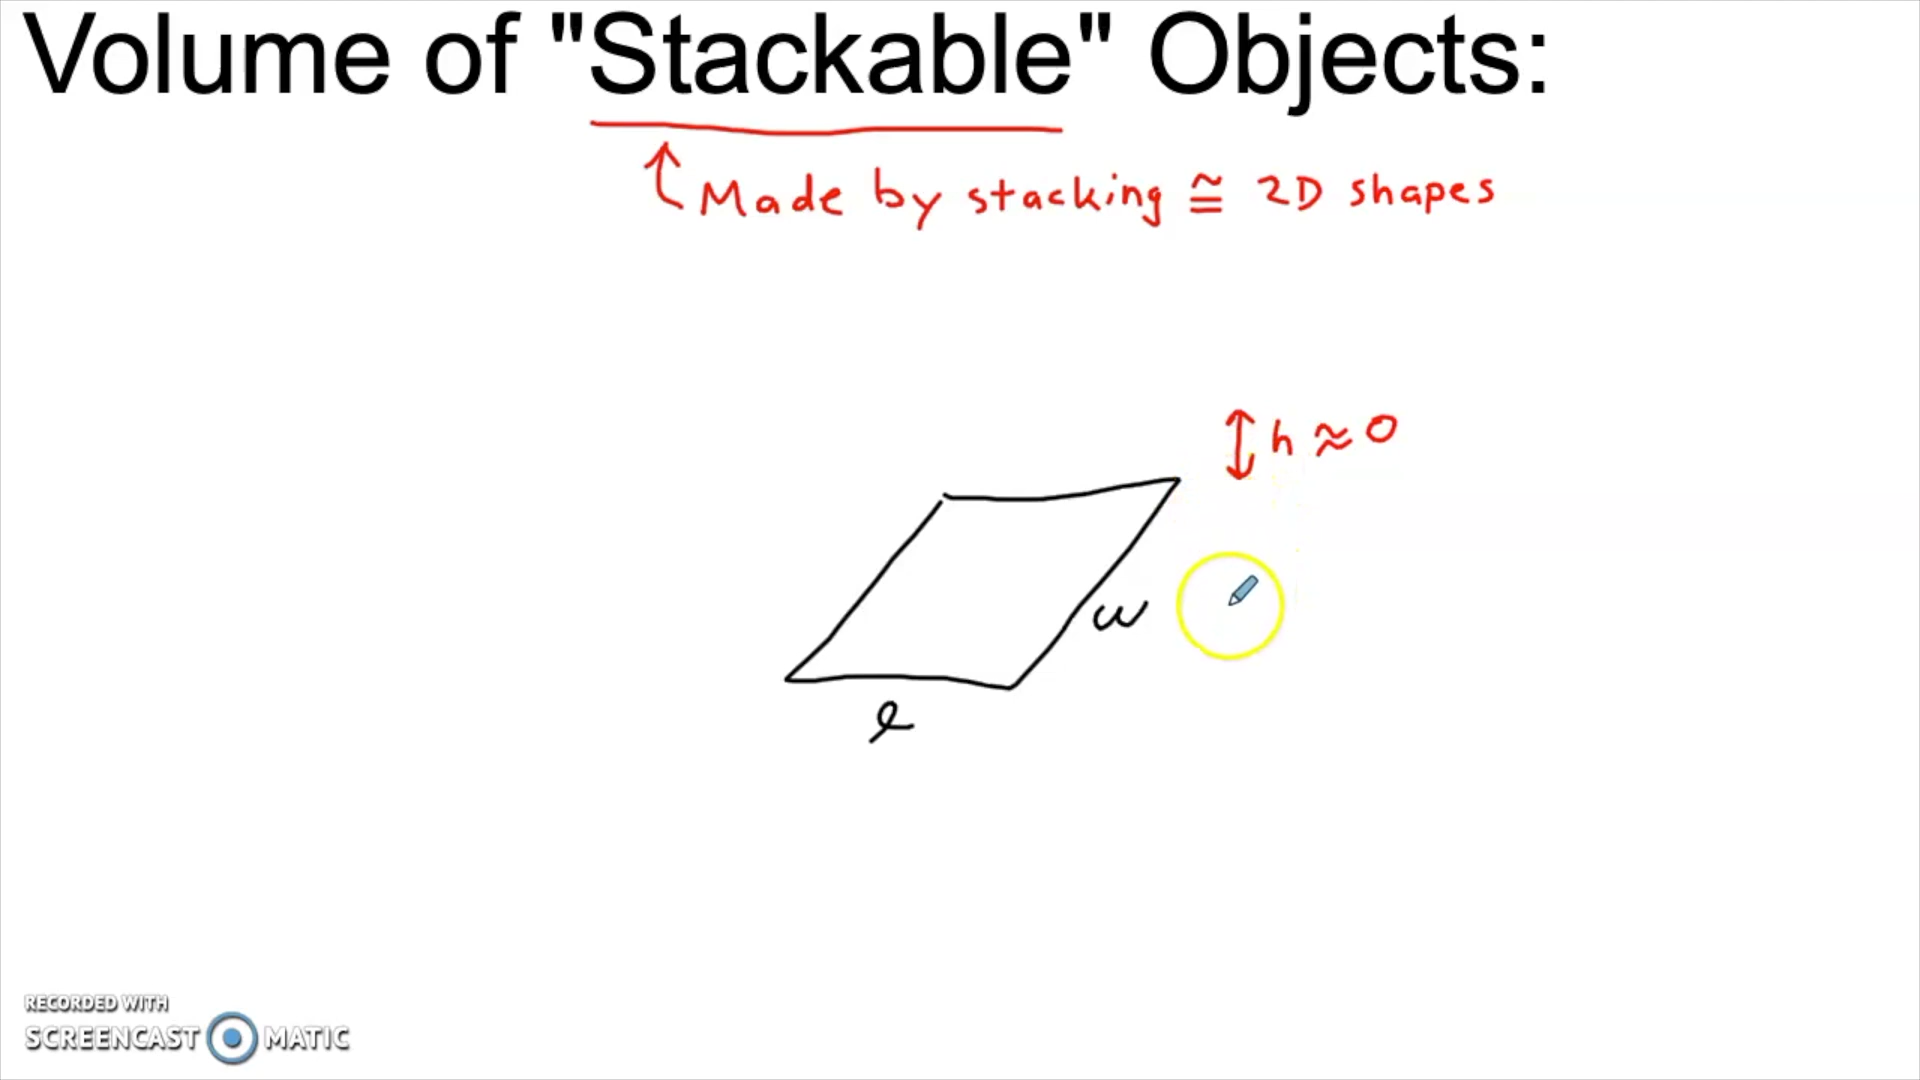 Volume of "Stackable" Objects:
Made by stacking ≅ 2D shapes
h ≈ 0
w
l
RECORDED WITH
SCREENCAST MATIC